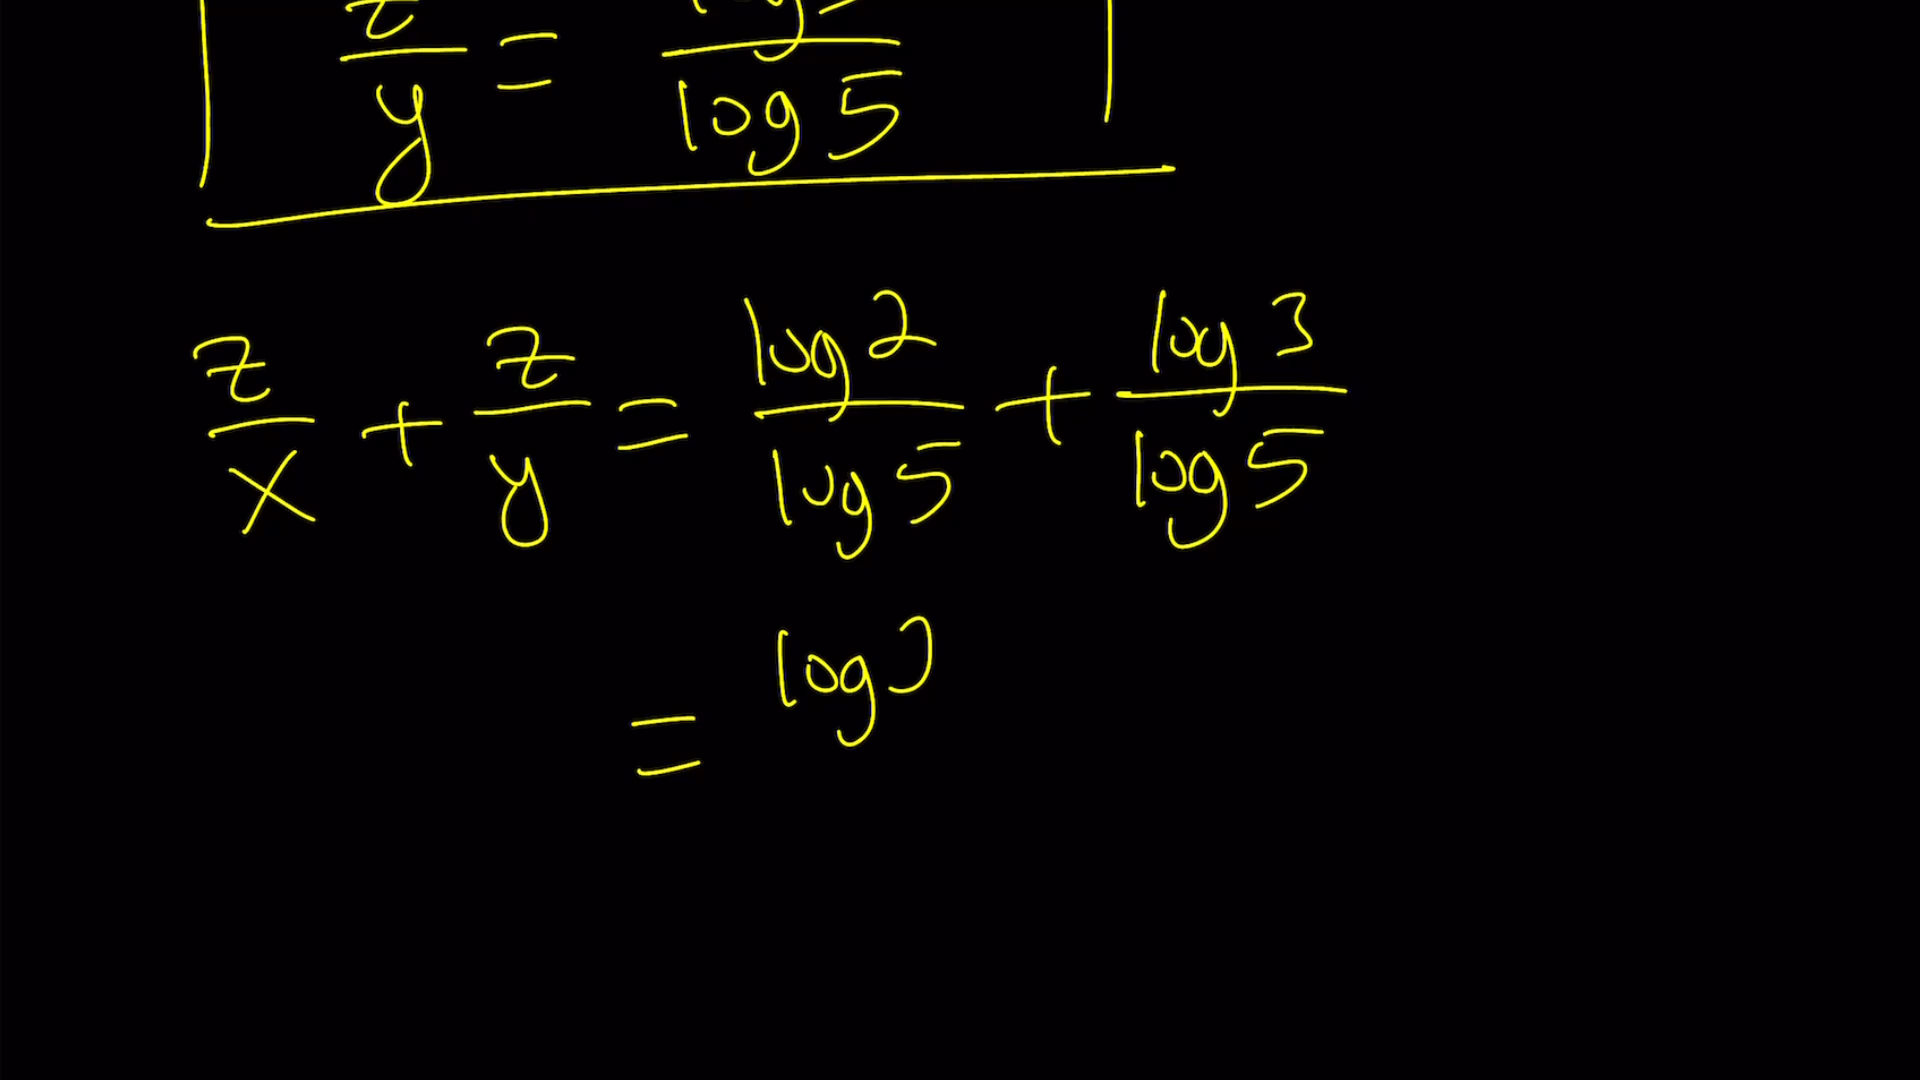 z/y = log 3/log 5
z/x + z/y = log 2/log 5 + log 3/log 5
= log